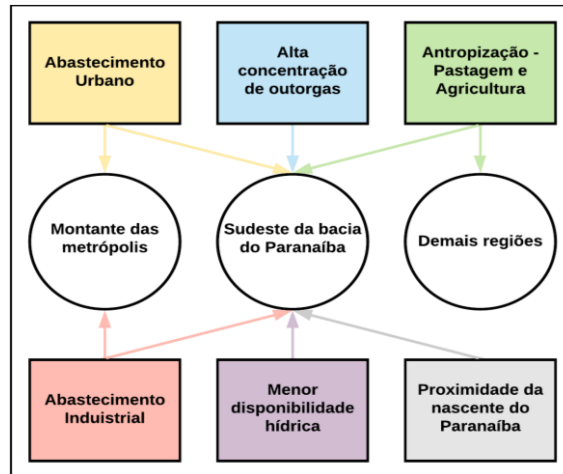 Abastecimento
Urbano
Alta
concentração
de outorgas
Antropização -
Pastagem e
Agricultura
Montante das
metrópolis
Sudeste da bacia
do Paranaíba
Demais regiões
Abastecimento
Induistrial
Menor
disponibilidade
hídrica
Proximidade da
nascente do
Paranaíba